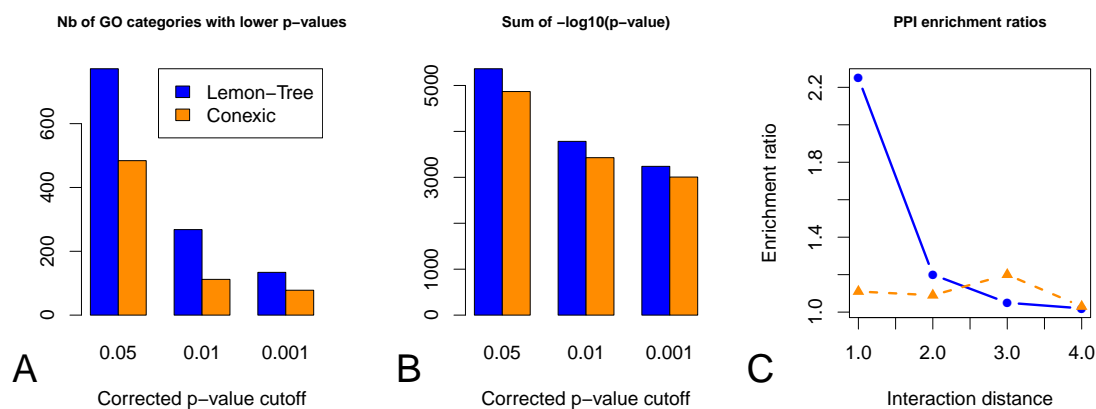 Nb of GO categories with lower p−values
0
200
400
600
Lemon−Tree
Conexic
0.05
0.01
0.001
A
Corrected p−value cutoff
Sum of −log10(p−value)
0
1000
3000
5000
0.05
0.01
0.001
B
Corrected p−value cutoff
PPI enrichment ratios
Enrichment ratio
1.0
1.4
1.8
2.2
1.0
2.0
3.0
4.0
C
Interaction distance